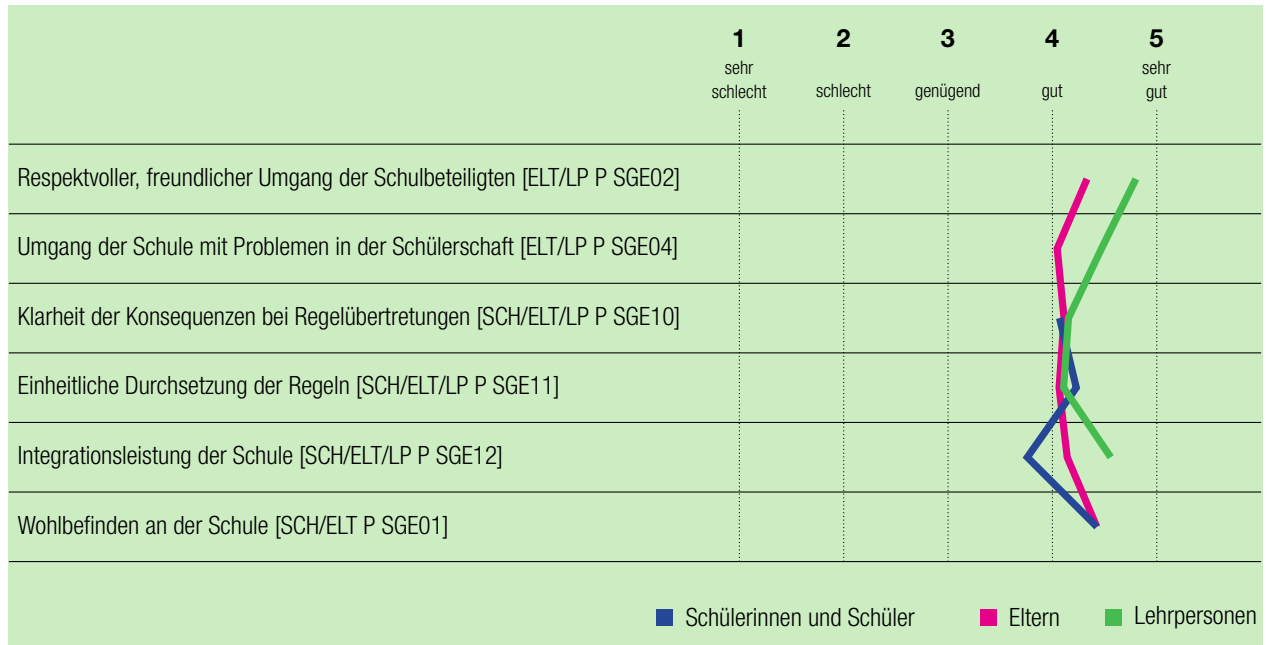 1 2 3 4 5
sehr schlecht schlecht genügend gut sehr gut
Respektvoller, freundlicher Umgang der Schulbeteiligten [ELT/LP P SGE02]
Umgang der Schule mit Problemen in der Schülerschaft [ELT/LP P SGE04]
Klarheit der Konsequenzen bei Regelübertretungen [SCH/ELT/LP P SGE10]
Einheitliche Durchsetzung der Regeln [SCH/ELT/LP P SGE11]
Integrationsleistung der Schule [SCH/ELT/LP P SGE12]
Wohlbefinden an der Schule [SCH/ELT P SGE01]
Schülerinnen und Schüler Eltern Lehrpersonen